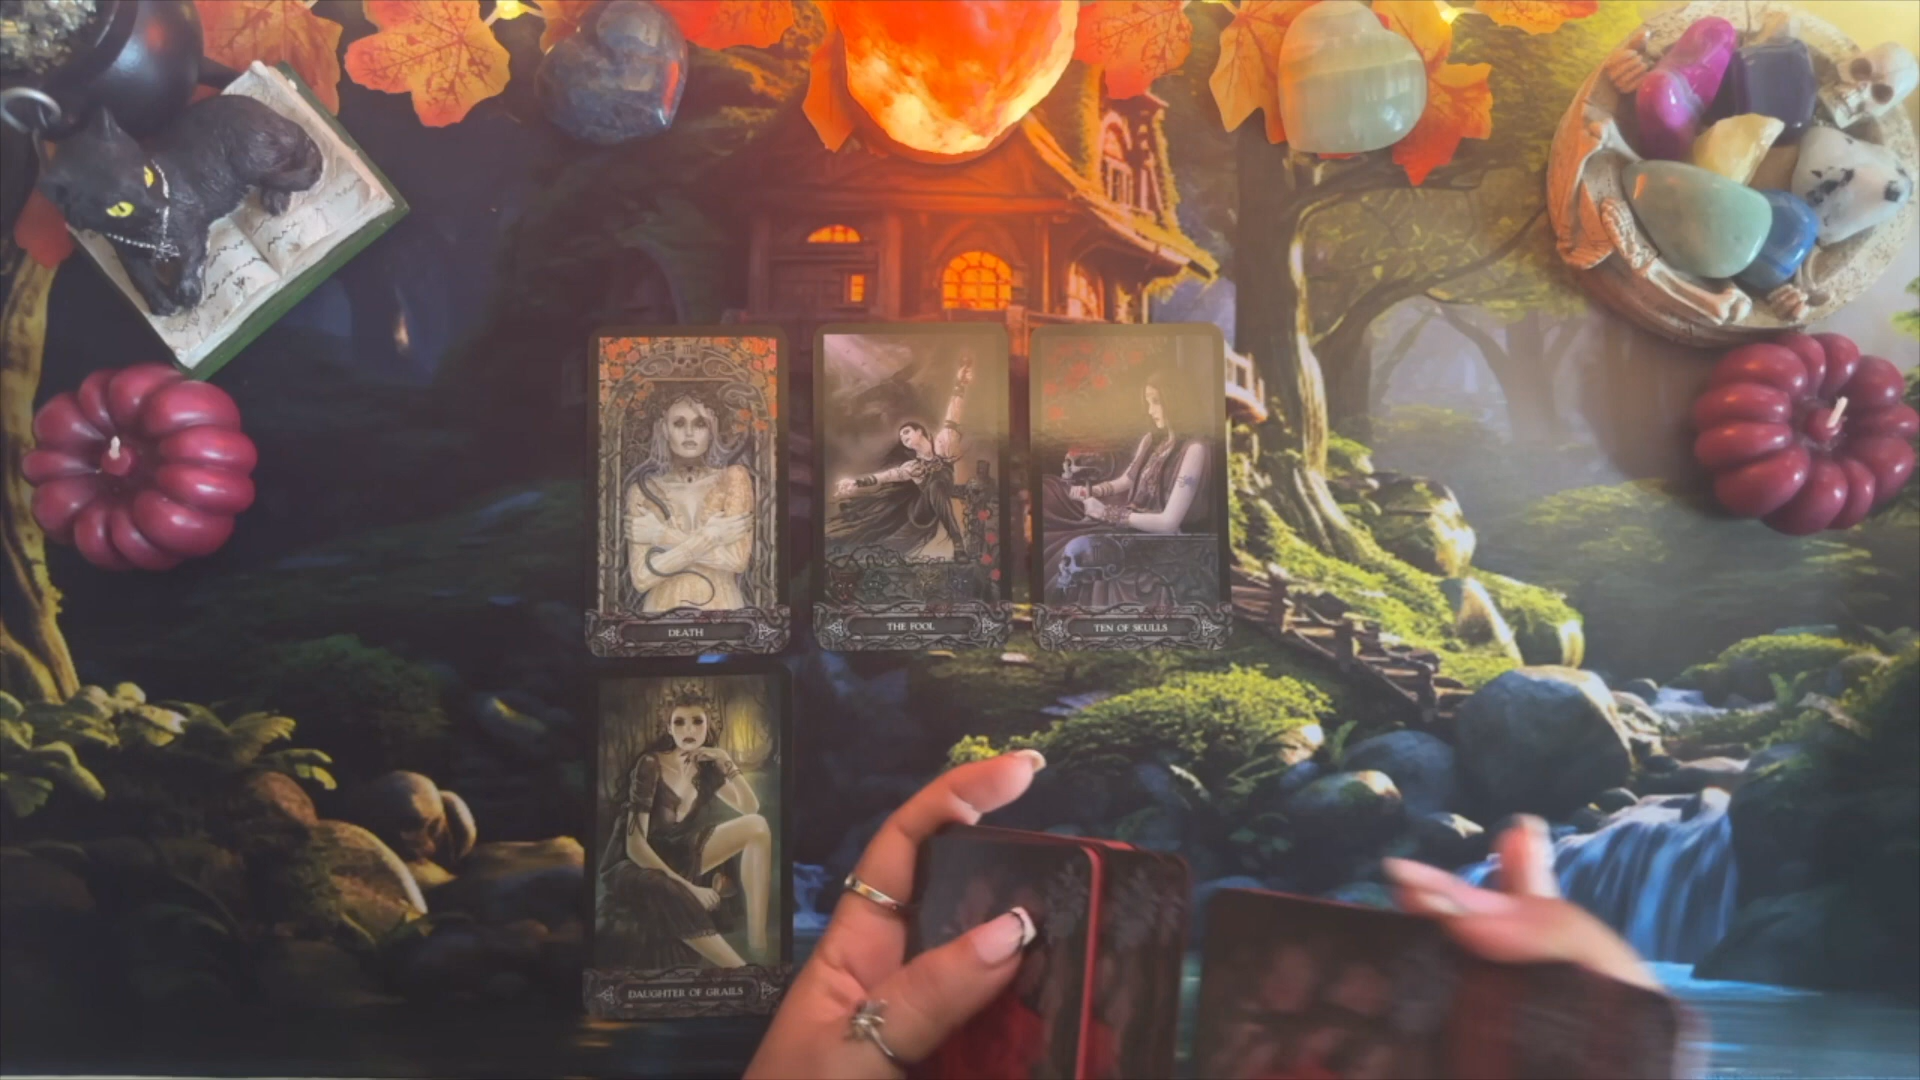 DEATH
THE FOOL
TEN OF SKULLS
DAUGHTER OF GRAILS